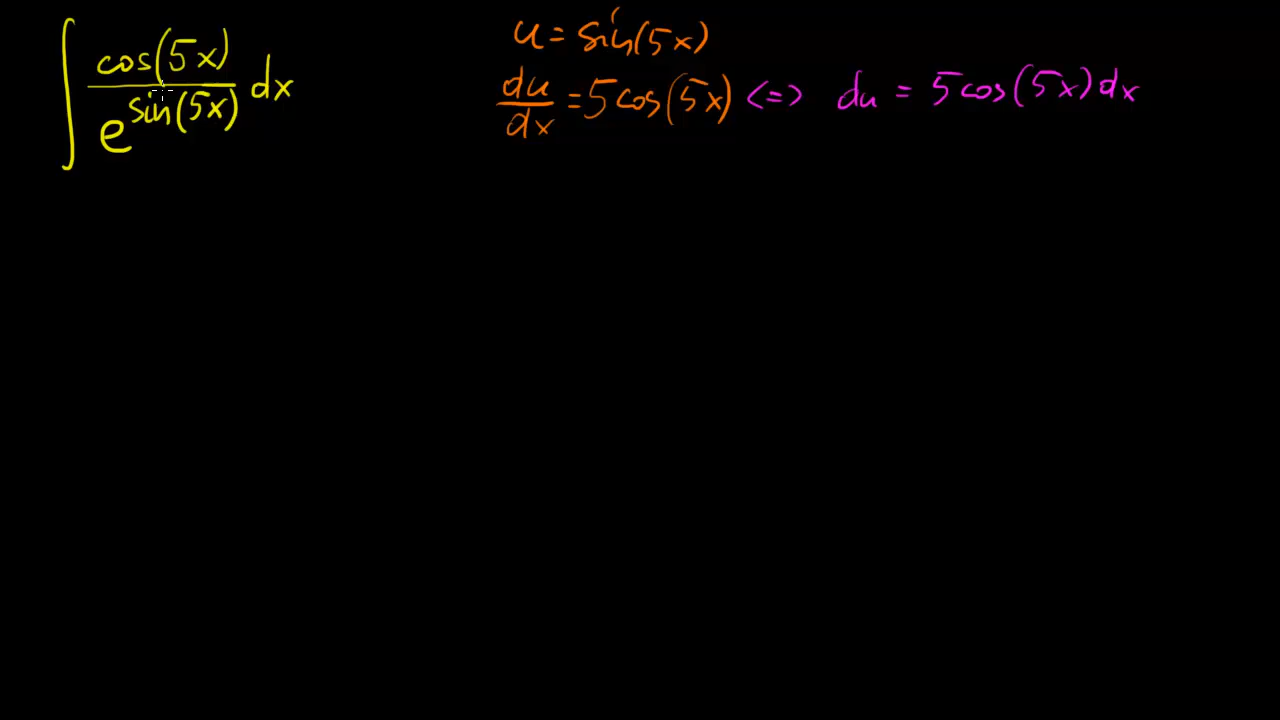 ∫ cos(5x) / e^sin(5x) dx
u = sin(5x)
du/dx = 5cos(5x) <=> du = 5cos(5x)dx